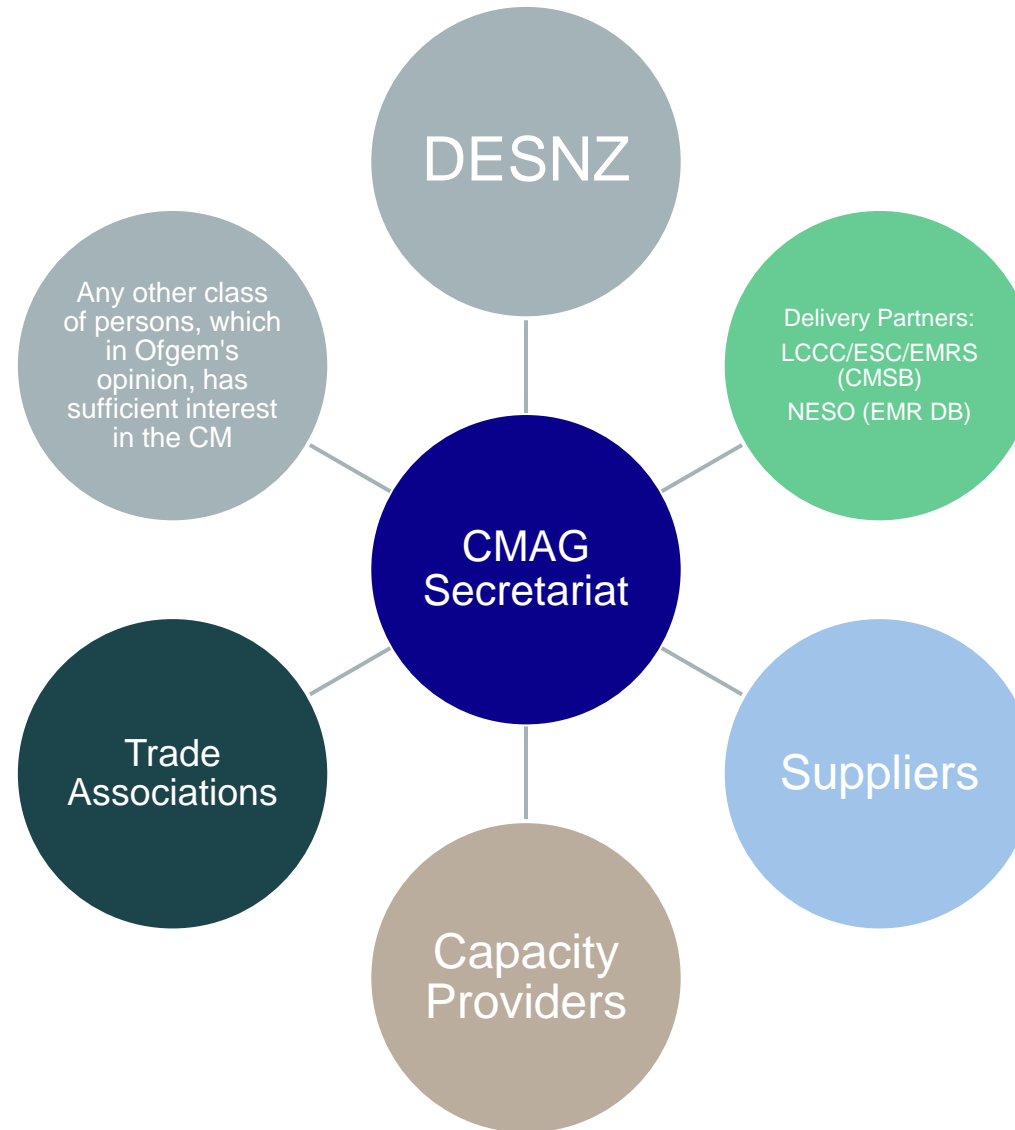 DESNZ
Any other class
of persons, which
in Ofgem's
opinion, has
sufficient interest
in the CM
Delivery Partners:
LCCC/ESC/EMRS
(CMSB)
NESO (EMR DB)
CMAG
Secretariat
Trade
Associations
Suppliers
Capacity
Providers